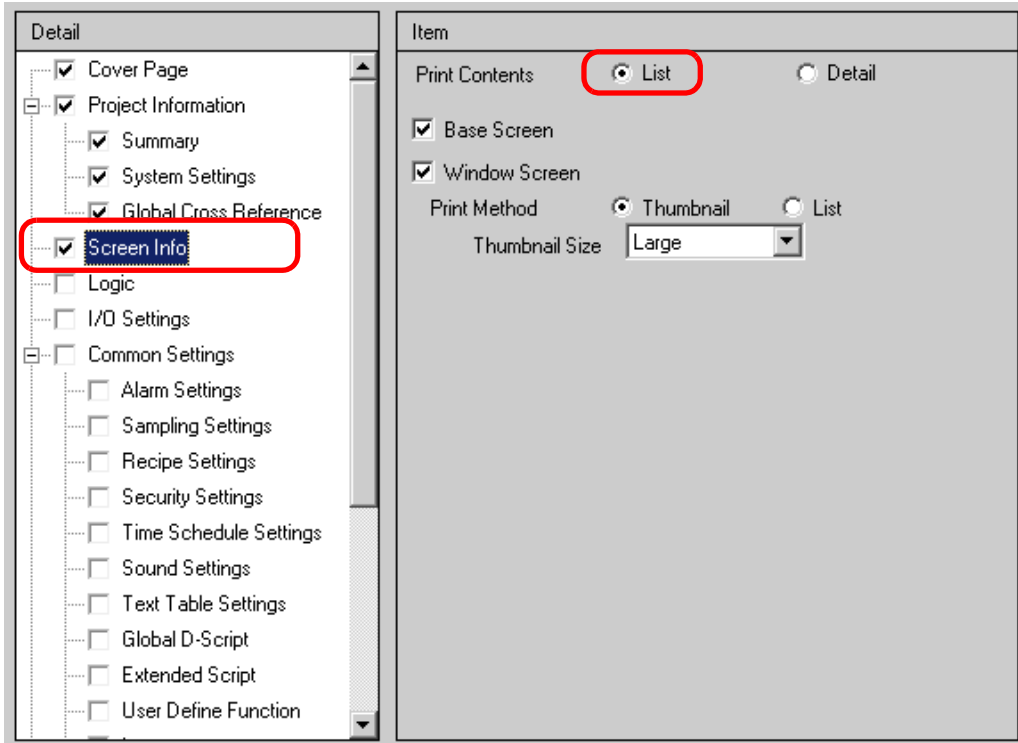 Detail
Cover Page
Project Information
Summary
System Settings
Global Cross Reference
Screen Info
Logic
I/O Settings
Common Settings
Alarm Settings
Sampling Settings
Recipe Settings
Security Settings
Time Schedule Settings
Sound Settings
Text Table Settings
Global D-Script
Extended Script
User Define Function
Item
Print Contents List Detail
Base Screen
Window Screen
Print Method Thumbnail List
Thumbnail Size Large